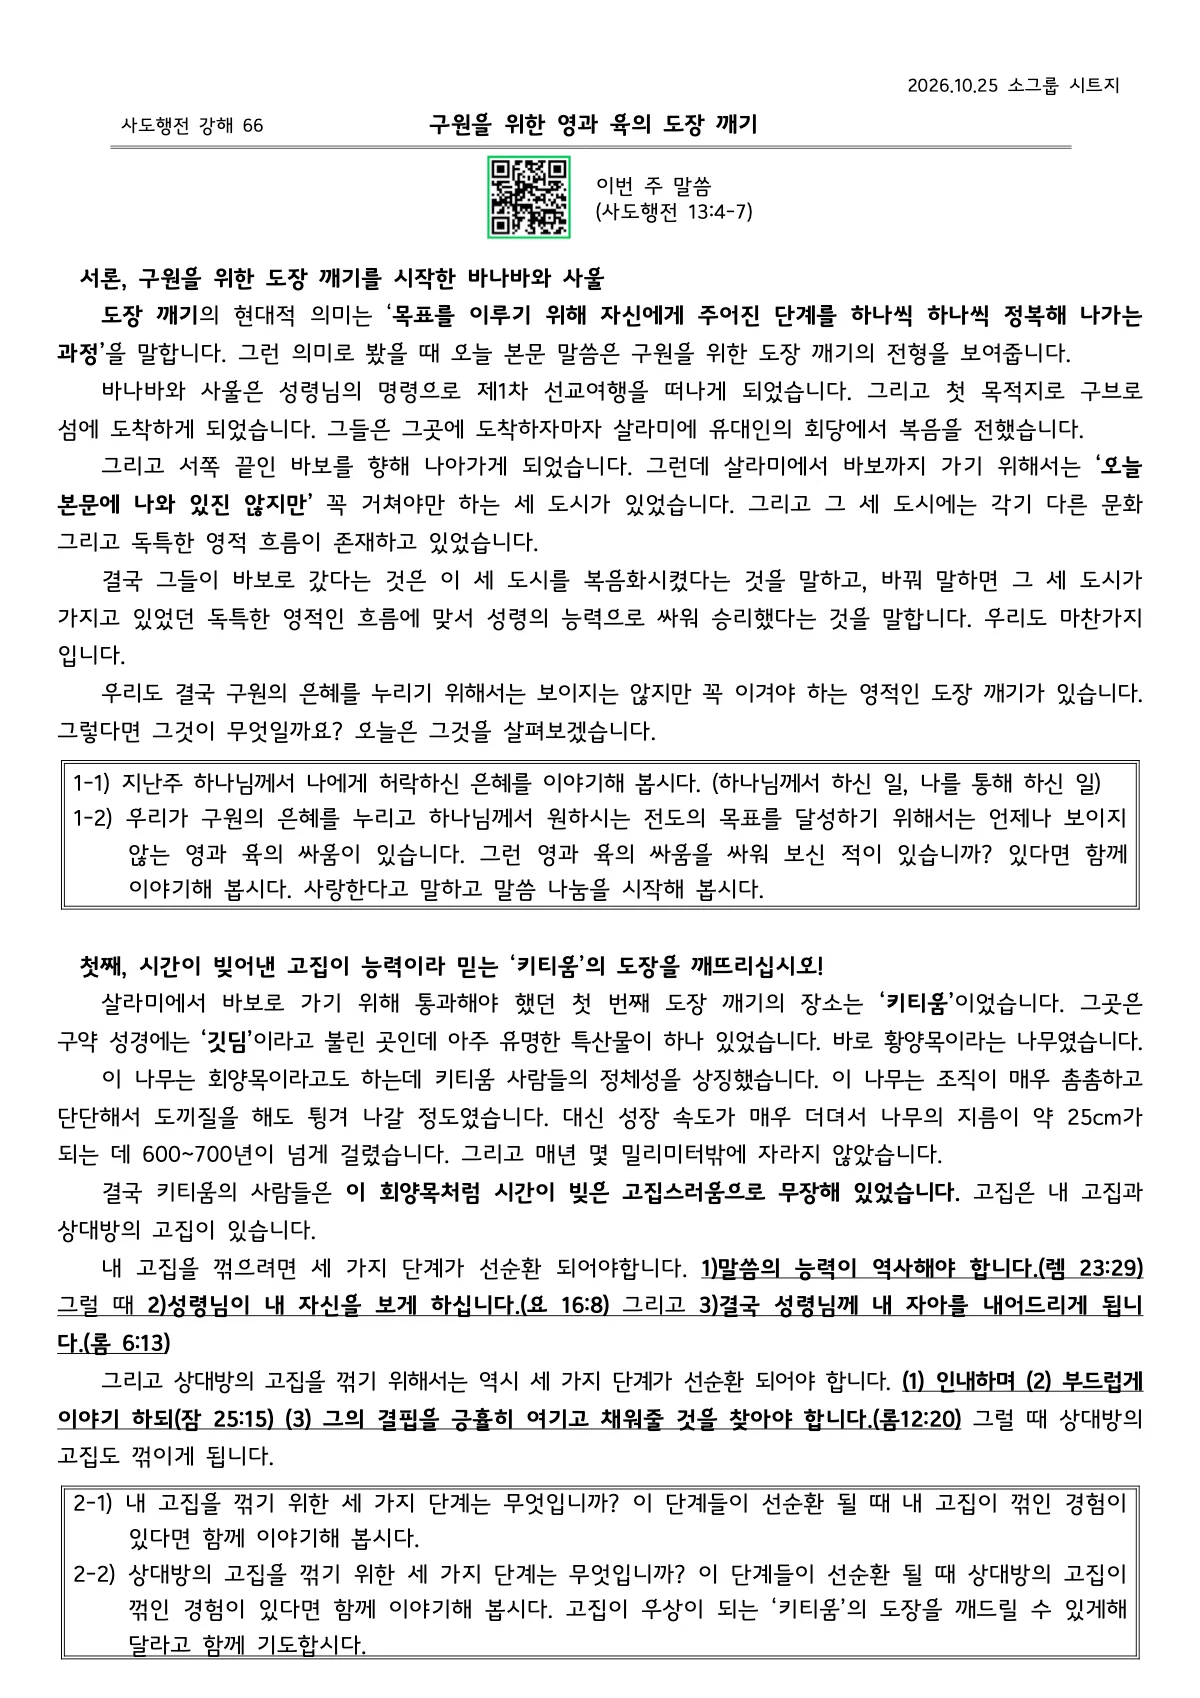 2026.10.25 소그룹 시트지
사도행전 강해 66
구원을 위한 영과 육의 도장 깨기
이번 주 말씀
(사도행전 13:4-7)
서론, 구원을 위한 도장 깨기를 시작한 바나바와 사울
도장 깨기의 현대적 의미는 ‘목표를 이루기 위해 자신에게 주어진 단계를 하나씩 하나씩 정복해 나가는
과정’을 말합니다. 그런 의미로 봤을 때 오늘 본문 말씀은 구원을 위한 도장 깨기의 전형을 보여줍니다.
바나바와 사울은 성령님의 명령으로 제1차 선교여행을 떠나게 되었습니다. 그리고 첫 목적지로 구브로
섬에 도착하게 되었습니다. 그들은 그곳에 도착하자마자 살라미에 유대인의 회당에서 복음을 전했습니다.
그리고 서쪽 끝인 바보를 향해 나아가게 되었습니다. 그런데 살라미에서 바보까지 가기 위해서는 ‘오늘
본문에 나와 있진 않지만’ 꼭 거쳐야만 하는 세 도시가 있었습니다. 그리고 그 세 도시에는 각기 다른 문화
그리고 독특한 영적 흐름이 존재하고 있었습니다.
결국 그들이 바보로 갔다는 것은 이 세 도시를 복음화시켰다는 것을 말하고, 바꿔 말하면 그 세 도시가
가지고 있었던 독특한 영적인 흐름에 맞서 성령의 능력으로 싸워 승리했다는 것을 말합니다. 우리도 마찬가지
입니다.
우리도 결국 구원의 은혜를 누리기 위해서는 보이지는 않지만 꼭 이겨야 하는 영적인 도장 깨기가 있습니다.
그렇다면 그것이 무엇일까요? 오늘은 그것을 살펴보겠습니다.
1-1) 지난주 하나님께서 나에게 허락하신 은혜를 이야기해 봅시다. (하나님께서 하신 일, 나를 통해 하신 일)
1-2) 우리가 구원의 은혜를 누리고 하나님께서 원하시는 전도의 목표를 달성하기 위해서는 언제나 보이지
않는 영과 육의 싸움이 있습니다. 그런 영과 육의 싸움을 싸워 보신 적이 있습니까? 있다면 함께
이야기해 봅시다. 사랑한다고 말하고 말씀 나눔을 시작해 봅시다.
첫째, 시간이 빚어낸 고집이 능력이라 믿는 ‘키티움’의 도장을 깨뜨리십시오!
살라미에서 바보로 가기 위해 통과해야 했던 첫 번째 도장 깨기의 장소는 ‘키티움’이었습니다. 그곳은
구약 성경에는 ‘깃딤’이라고 불린 곳인데 아주 유명한 특산물이 하나 있었습니다. 바로 황양목이라는 나무였습니다.
이 나무는 회양목이라고도 하는데 키티움 사람들의 정체성을 상징했습니다. 이 나무는 조직이 매우 촘촘하고
단단해서 도끼질을 해도 튕겨 나갈 정도였습니다. 대신 성장 속도가 매우 더뎌서 나무의 지름이 약 25cm가
되는 데 600~700년이 넘게 걸렸습니다. 그리고 매년 몇 밀리미터밖에 자라지 않았습니다.
결국 키티움의 사람들은 이 회양목처럼 시간이 빚은 고집스러움으로 무장해 있었습니다. 고집은 내 고집과
상대방의 고집이 있습니다.
내 고집을 꺾으려면 세 가지 단계가 선순환 되어야합니다. 1)말씀의 능력이 역사해야 합니다.(렘 23:29)
그럴 때 2)성령님이 내 자신을 보게 하십니다.(요 16:8) 그리고 3)결국 성령님께 내 자아를 내어드리게 됩니
다.(롬 6:13)
그리고 상대방의 고집을 꺾기 위해서는 역시 세 가지 단계가 선순환 되어야 합니다. (1) 인내하며 (2) 부드럽게
이야기 하되(잠 25:15) (3) 그의 결핍을 긍휼히 여기고 채워줄 것을 찾아야 합니다.(롬12:20) 그럴 때 상대방의
고집도 꺾이게 됩니다.
2-1) 내 고집을 꺾기 위한 세 가지 단계는 무엇입니까? 이 단계들이 선순환 될 때 내 고집이 꺾인 경험이
있다면 함께 이야기해 봅시다.
2-2) 상대방의 고집을 꺾기 위한 세 가지 단계는 무엇입니까? 이 단계들이 선순환 될 때 상대방의 고집이
꺾인 경험이 있다면 함께 이야기해 봅시다. 고집이 우상이 되는 ‘키티움’의 도장을 깨드릴 수 있게해
달라고 함께 기도합시다.